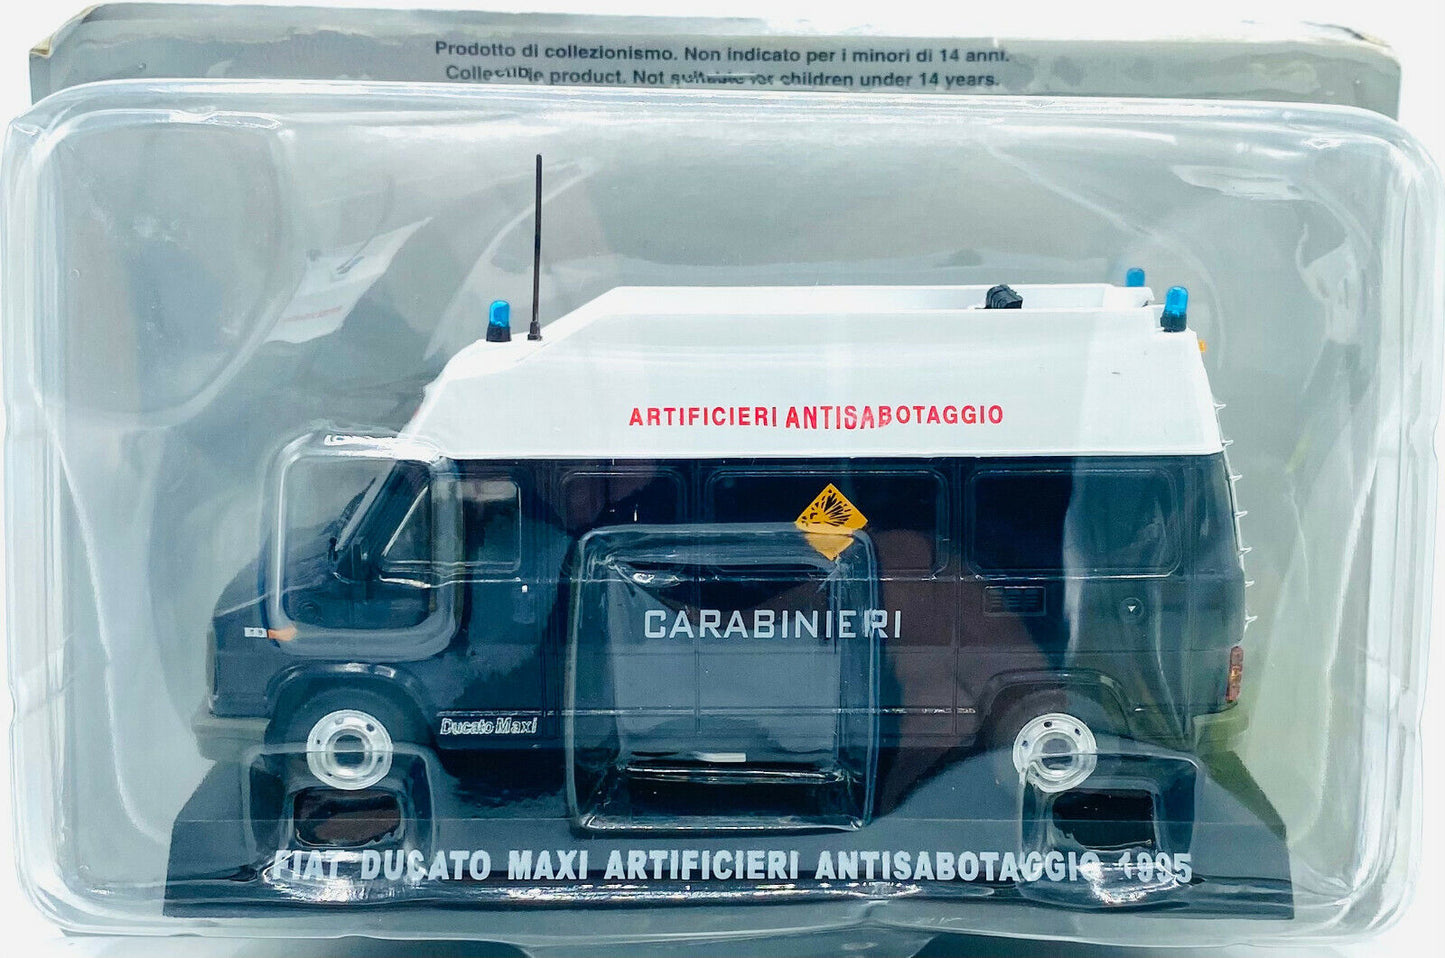 Prodotto di collezionismo. Non indicato per i minori di 14 anni.
Collectible product. Not suitable for children under 14 years.
ARTIFICIERI ANTISABOTAGGIO
CARABINIERI
Ducato Maxi
FIAT DUCATO MAXI ARTIFICIERI ANTISABOTAGGIO 1995